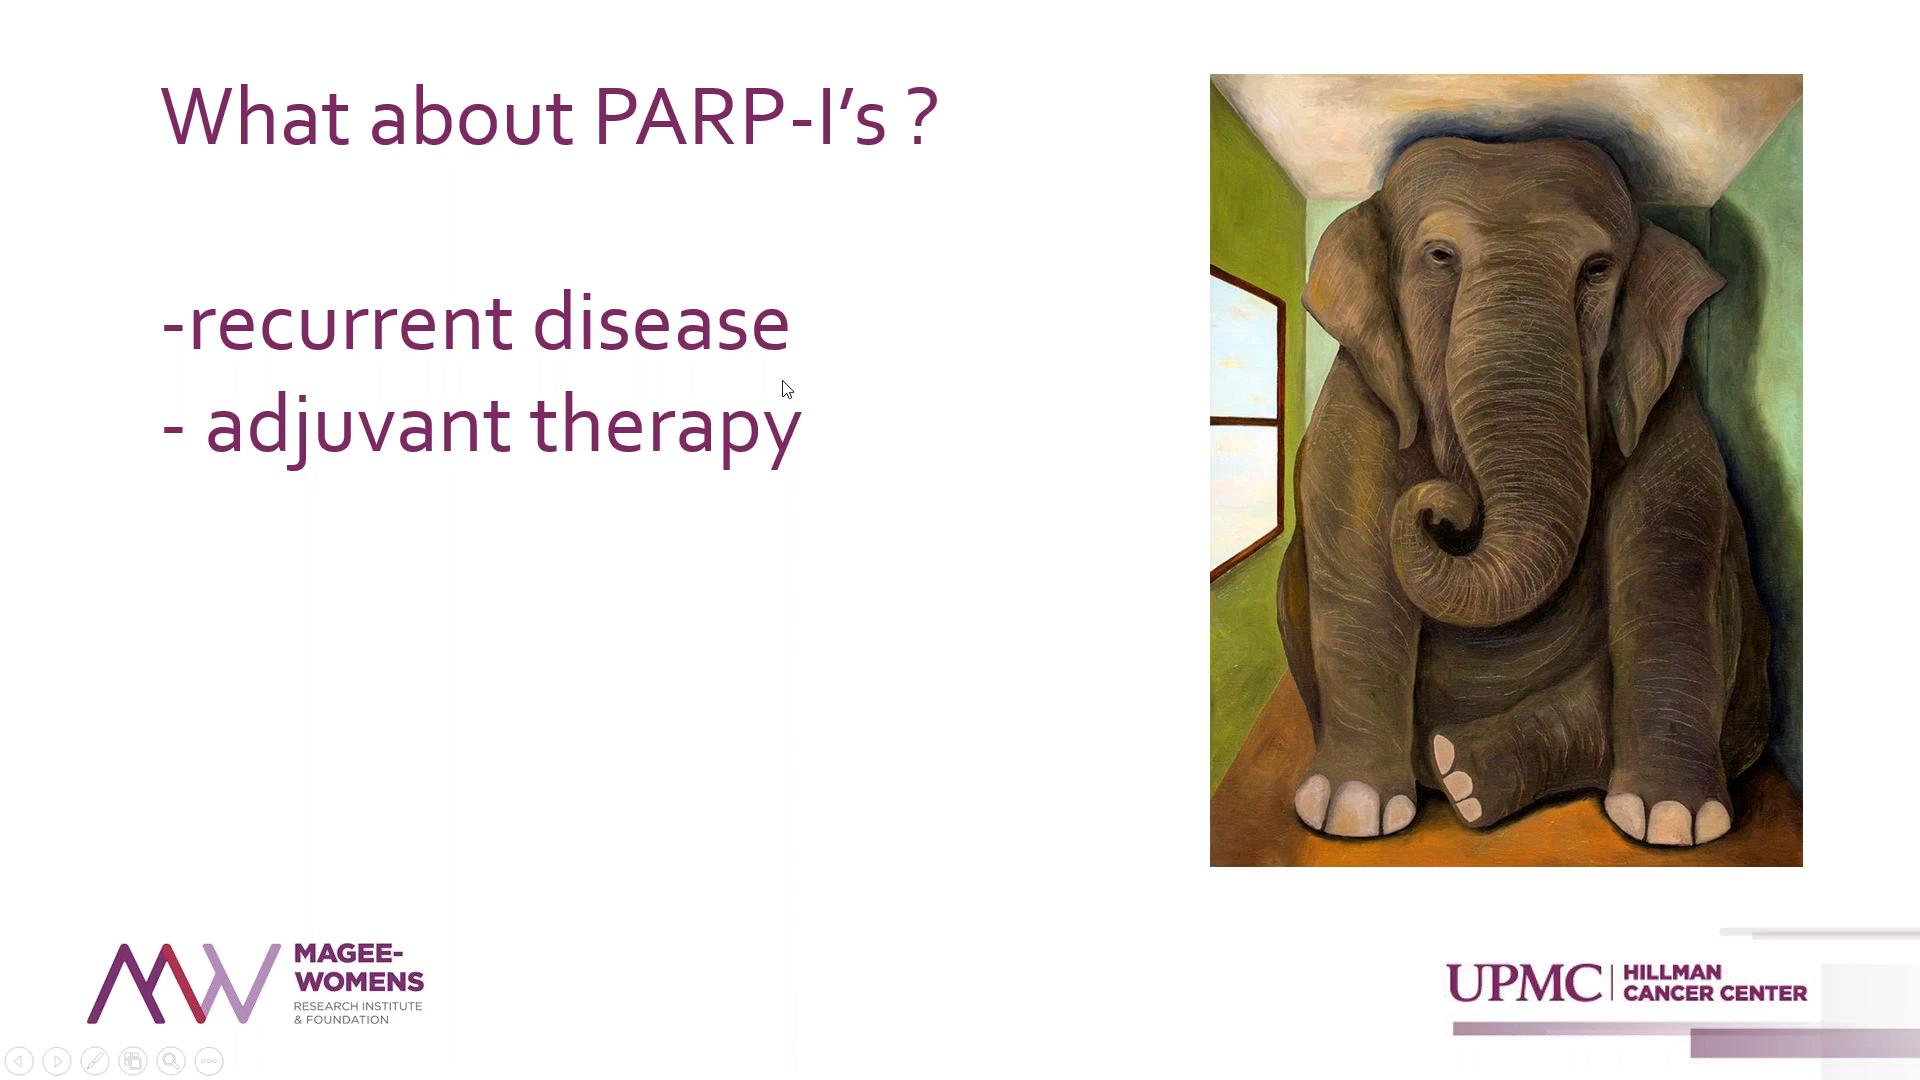 What about PARP-I’s ?
-recurrent disease
- adjuvant therapy
MAGEE-
WOMENS
RESEARCH INSTITUTE
& FOUNDATION
UPMC
HILLMAN
CANCER CENTER